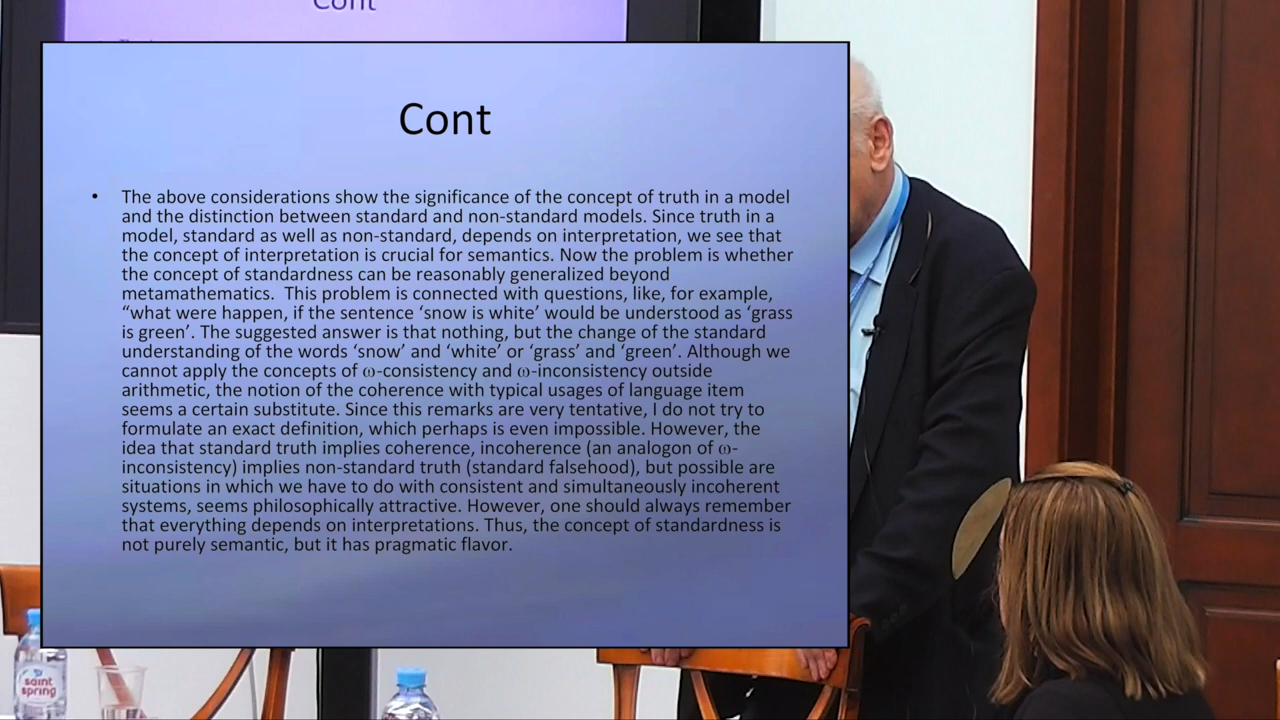 Cont
Cont
• The above considerations show the significance of the concept of truth in a model
and the distinction between standard and non-standard models. Since truth in a
model, standard as well as non-standard, depends on interpretation, we see that
the concept of interpretation is crucial for semantics. Now the problem is whether
the concept of standardness can be reasonably generalized beyond
metamathematics.  This problem is connected with questions, like, for example,
“what were happen, if the sentence ‘snow is white’ would be understood as ‘grass
is green’. The suggested answer is that nothing, but the change of the standard
understanding of the words ‘snow’ and ‘white’ or ‘grass’ and ‘green’. Although we
cannot apply the concepts of ω-consistency and ω-inconsistency outside
arithmetic, the notion of the coherence with typical usages of language item
seems a certain substitute. Since this remarks are very tentative, I do not try to
formulate an exact definition, which perhaps is even impossible. However, the
idea that standard truth implies coherence, incoherence (an analogon of ω-
inconsistency) implies non-standard truth (standard falsehood), but possible are
situations in which we have to do with consistent and simultaneously incoherent
systems, seems philosophically attractive. However, one should always remember
that everything depends on interpretations. Thus, the concept of standardness is
not purely semantic, but it has pragmatic flavor.
saint
spring